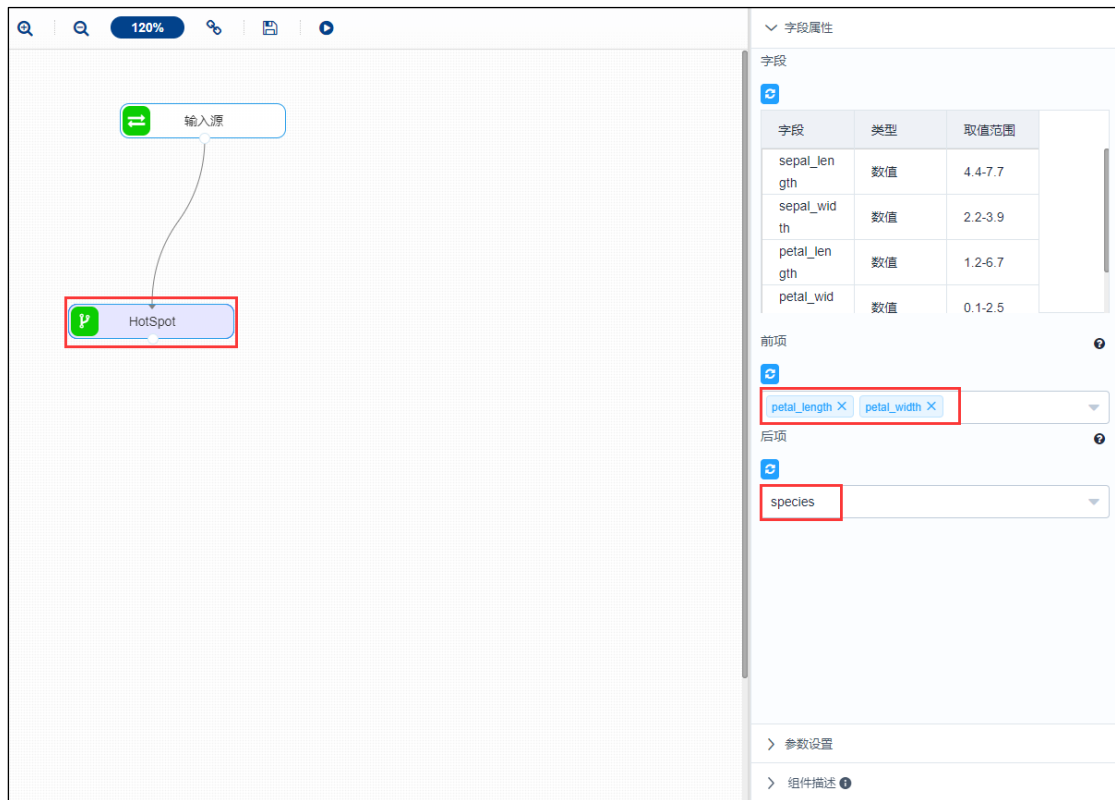 120%
输入源
HotSpot
字段属性
字段
字段 类型 取值范围
sepal_len
gth
数值 4.4-7.7
sepal_wid
th
数值 2.2-3.9
petal_len
gth
数值 1.2-6.7
petal_wid
数值 0.1-2.5
前项
petal_length petal_width
后项
species
参数设置
组件描述